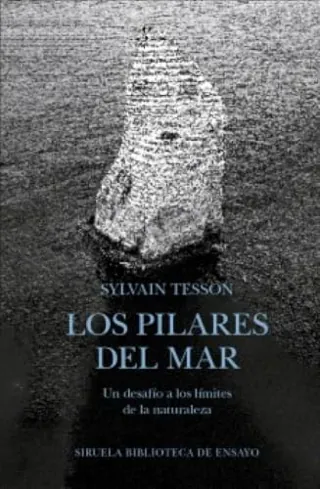 SYLVAIN TESSON
LOS PILARES
DEL MAR
Un desafío a los límites
de la naturaleza
SIRUELA BIBLIOTECA DE ENSAYO